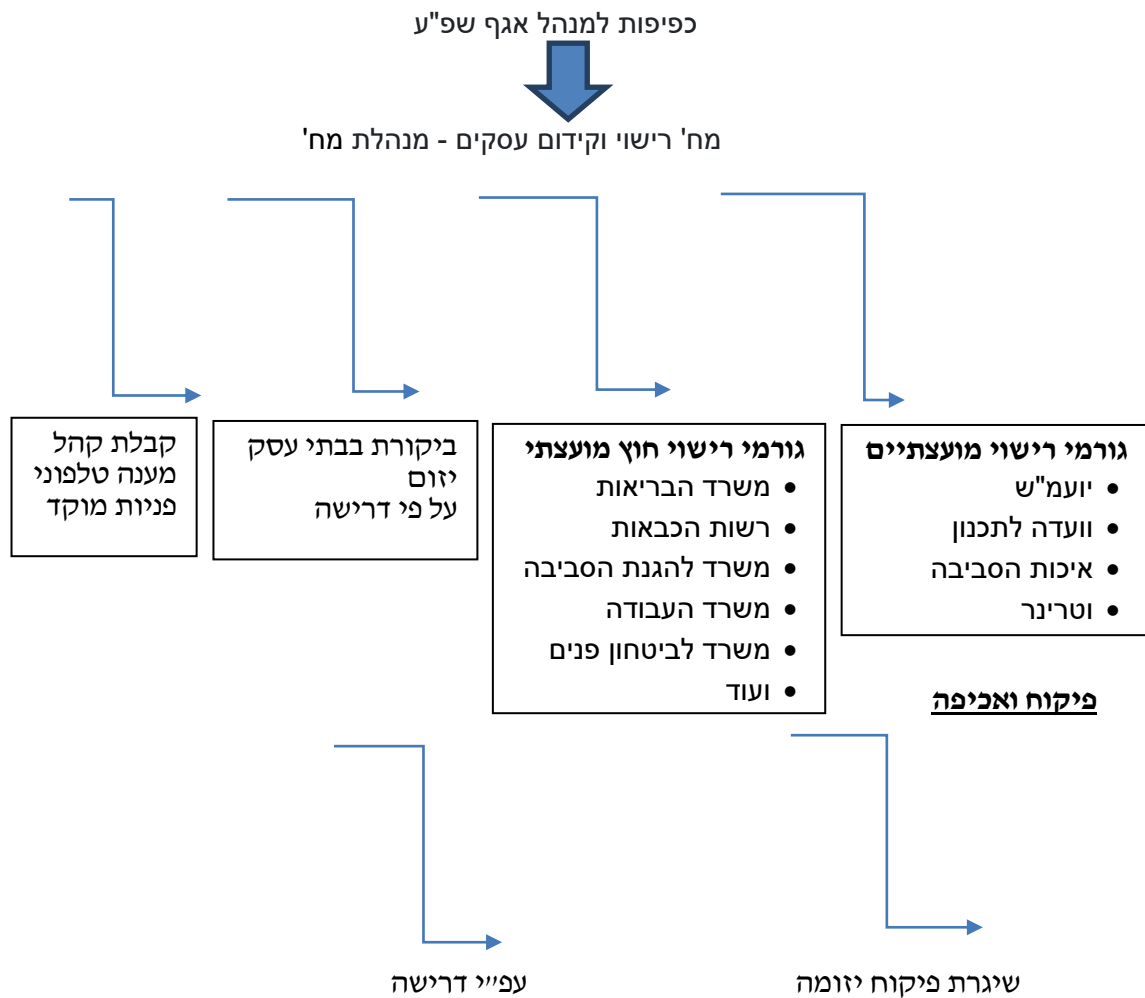 כפיפות למנהל אגף שפ"ע
מח' רישוי וקידום עסקים - מנהלת מח'
גורמי רישוי מועצתיים
• יועמ"ש
• וועדה לתכנון
• איכות הסביבה
• וטרינר
גורמי רישוי חוץ מועצתי
• משרד הבריאות
• רשות הכבאות
• משרד להגנת הסביבה
• משרד העבודה
• משרד לביטחון פנים
• ועוד
ביקורת בבתי עסק
יזום
על פי דרישה
קבלת קהל
מענה טלפוני
פניות מוקד
פיקוח ואכיפה
שיגרת פיקוח יזומה
עפ"י דרישה